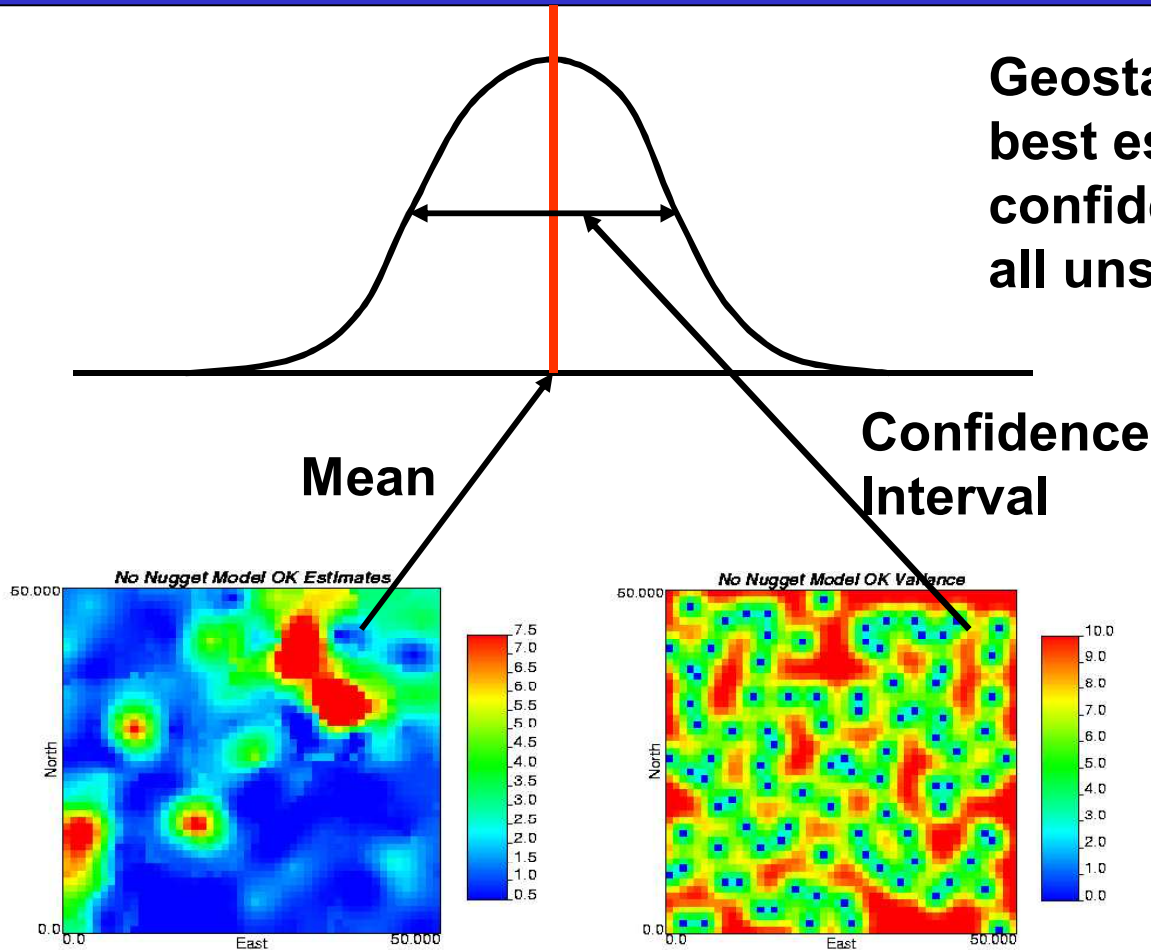 Geosta
best es
confide
all uns
Confidence
Interval
Mean
No Nugget Model OK Estimates
50.000
North
0.0
0.0
East
50.000
7.5
7.0
6.5
6.0
5.5
5.0
4.5
4.0
3.5
3.0
2.5
2.0
1.5
1.0
0.5
No Nugget Model OK Variance
50.000
North
0.0
0.0
East
50.000
10.0
9.0
8.0
7.0
6.0
5.0
4.0
3.0
2.0
1.0
0.0